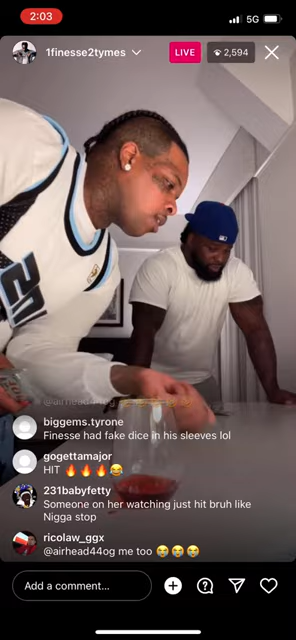 2:03
5G
1finesse2tymes
LIVE
2,594
@airhead44og
biggems.tyrone
Finesse had fake dice in his sleeves lol
gogettamajor
HIT 🔥🔥🔥😂
231babyfetty
Someone on her watching just hit bruh like
Nigga stop
ricolaw_ggx
@airhead44og me too 😭😭😭
Add a comment...